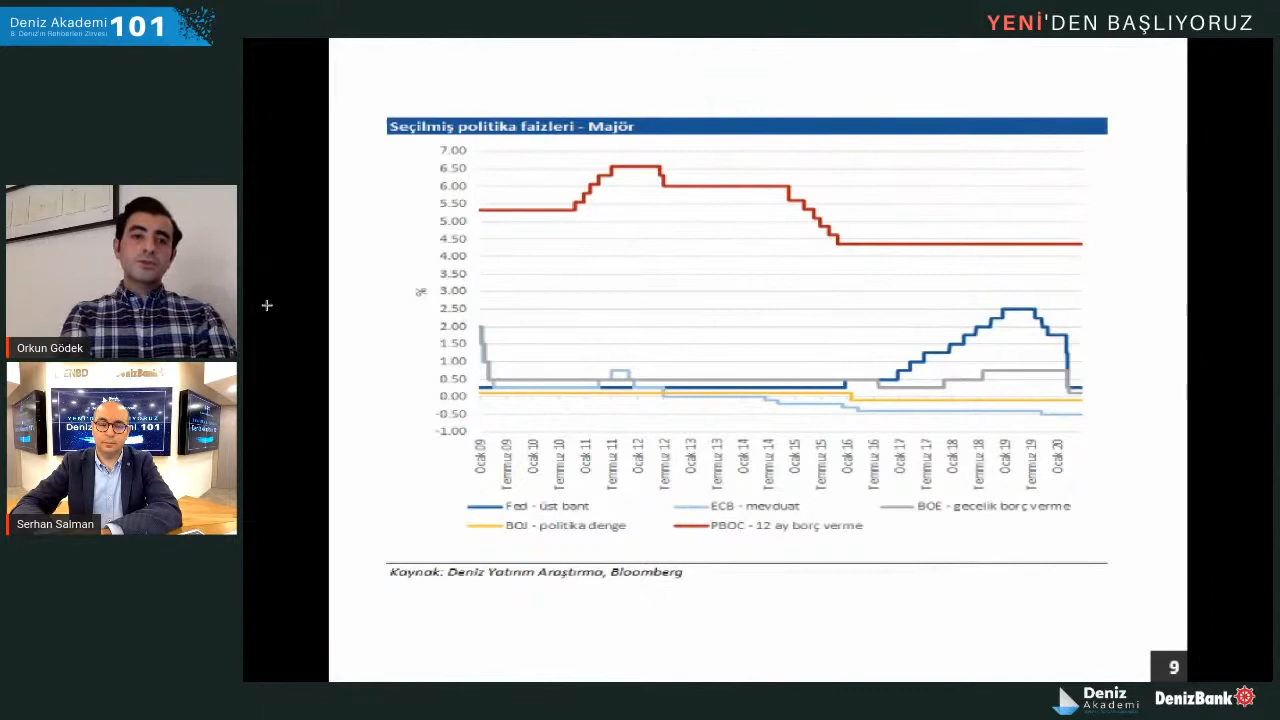 Deniz Akademi 101
8. Deniz'in Rehberleri Zirvesi
YENİ'DEN BAŞLIYORUZ
Seçilmiş politika faizleri - Majör
7.00
6.50
6.00
5.50
5.00
4.50
4.00
3.50
3.00
2.50
2.00
1.50
1.00
0.50
0.00
-0.50
-1.00
%
Ocak 09
Temmuz 09
Ocak 10
Temmuz 10
Ocak 11
Temmuz 11
Ocak 12
Temmuz 12
Ocak 13
Temmuz 13
Ocak 14
Temmuz 14
Ocak 15
Temmuz 15
Ocak 16
Temmuz 16
Ocak 17
Temmuz 17
Ocak 18
Temmuz 18
Ocak 19
Temmuz 19
Ocak 20
Fed - üst bant
ECB - mevduat
BOE - gecelik borç verme
BOJ - politika denge
PBOC - 12 ay borç verme
Kaynak: Deniz Yatırım Araştırma, Bloomberg
9
Orkun Gödek
Serhan Salman
Deniz
Akademi
DenizBank